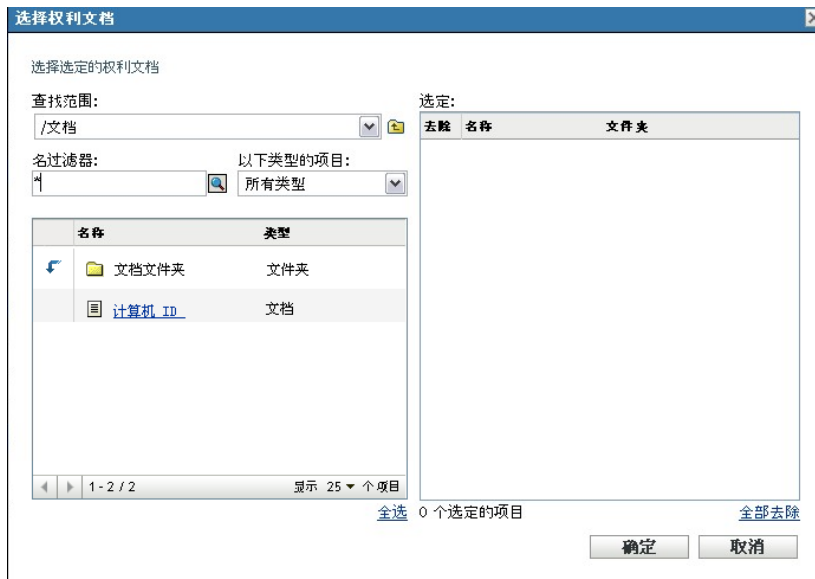 选择权利文档
选择选定的权利文档
查找范围:
/文档
名过滤器:
以下类型的项目:
*
所有类型
名称 类型
文档文件夹 文件夹
计算机 ID
文档
1-2 / 2
显示 25 个项目
全选
选定:
去除 名称 文件夹
0 个选定的项目
全部去除
确定
取消